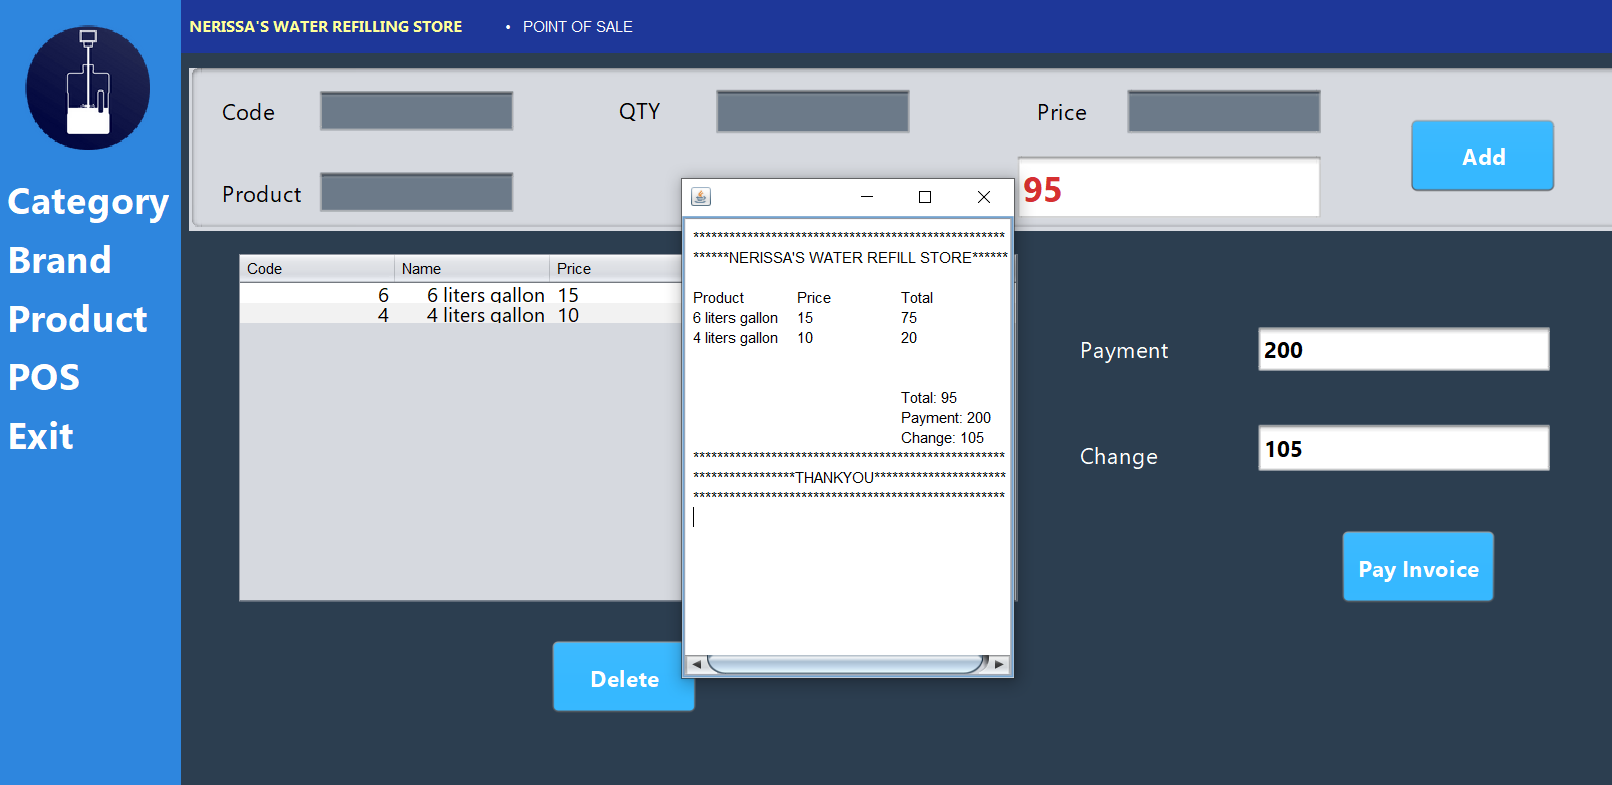 NERISSA'S WATER REFILLING STORE • POINT OF SALE
Category
Brand
Product
POS
Exit
Code QTY Price
Add
Product 95
Code Name Price
6 6 liters gallon 15
4 4 liters gallon 10
****************************************************
******NERISSA'S WATER REFILL STORE******
Product Price Total
6 liters gallon 15 75
4 liters gallon 10 20
Total: 95
Payment: 200
Change: 105
****************************************************
*****************THANKYOU**********************
****************************************************
Payment 200
Change 105
Pay Invoice
Delete